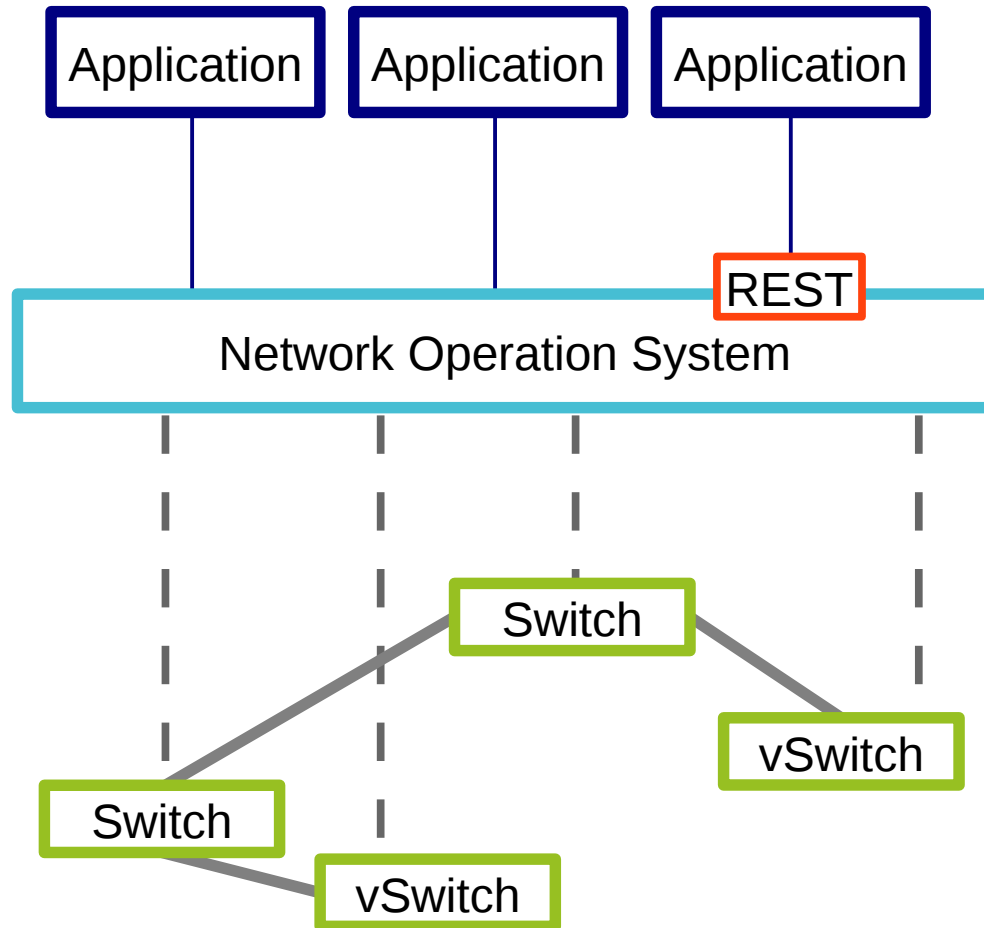 Application
Application
Application
REST
Network Operation System
Switch
vSwitch
Switch
vSwitch